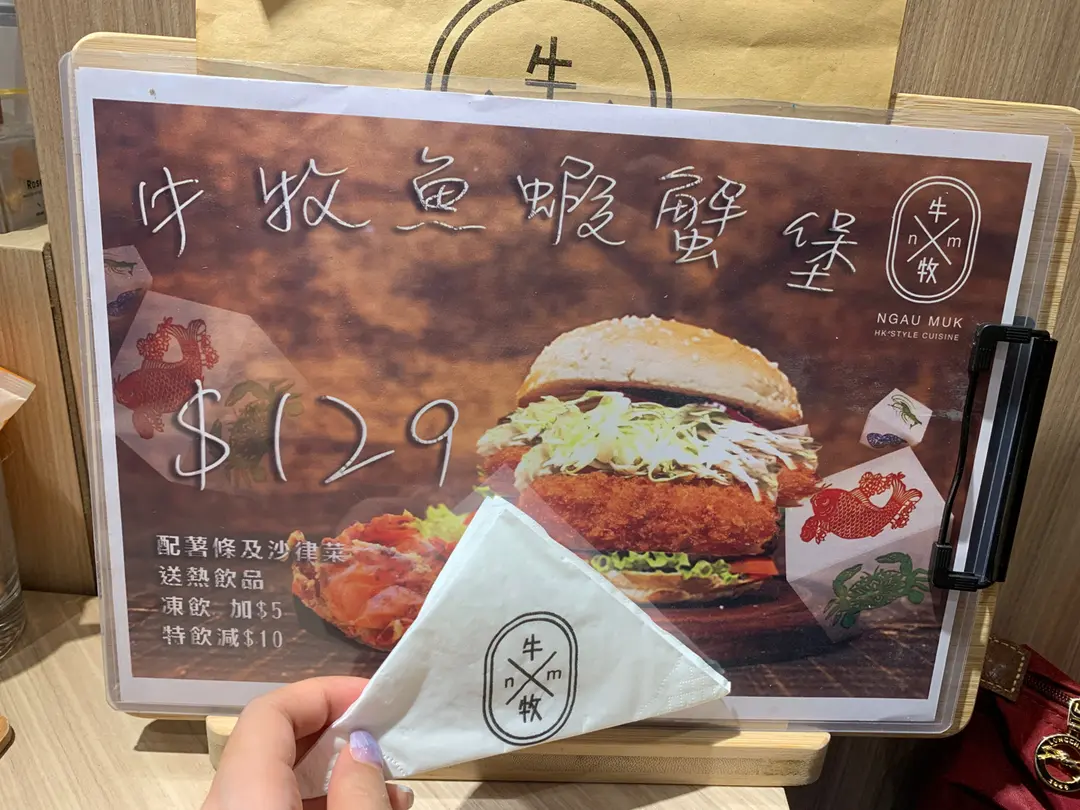 牛
牛牧魚蝦蟹堡
牛
n m
牧
NGAU MUK
HK STYLE CUISINE
$129
配薯條及沙律菜
送熱飲品
凍飲 加$5
特飲減$10
牛
n m
牧